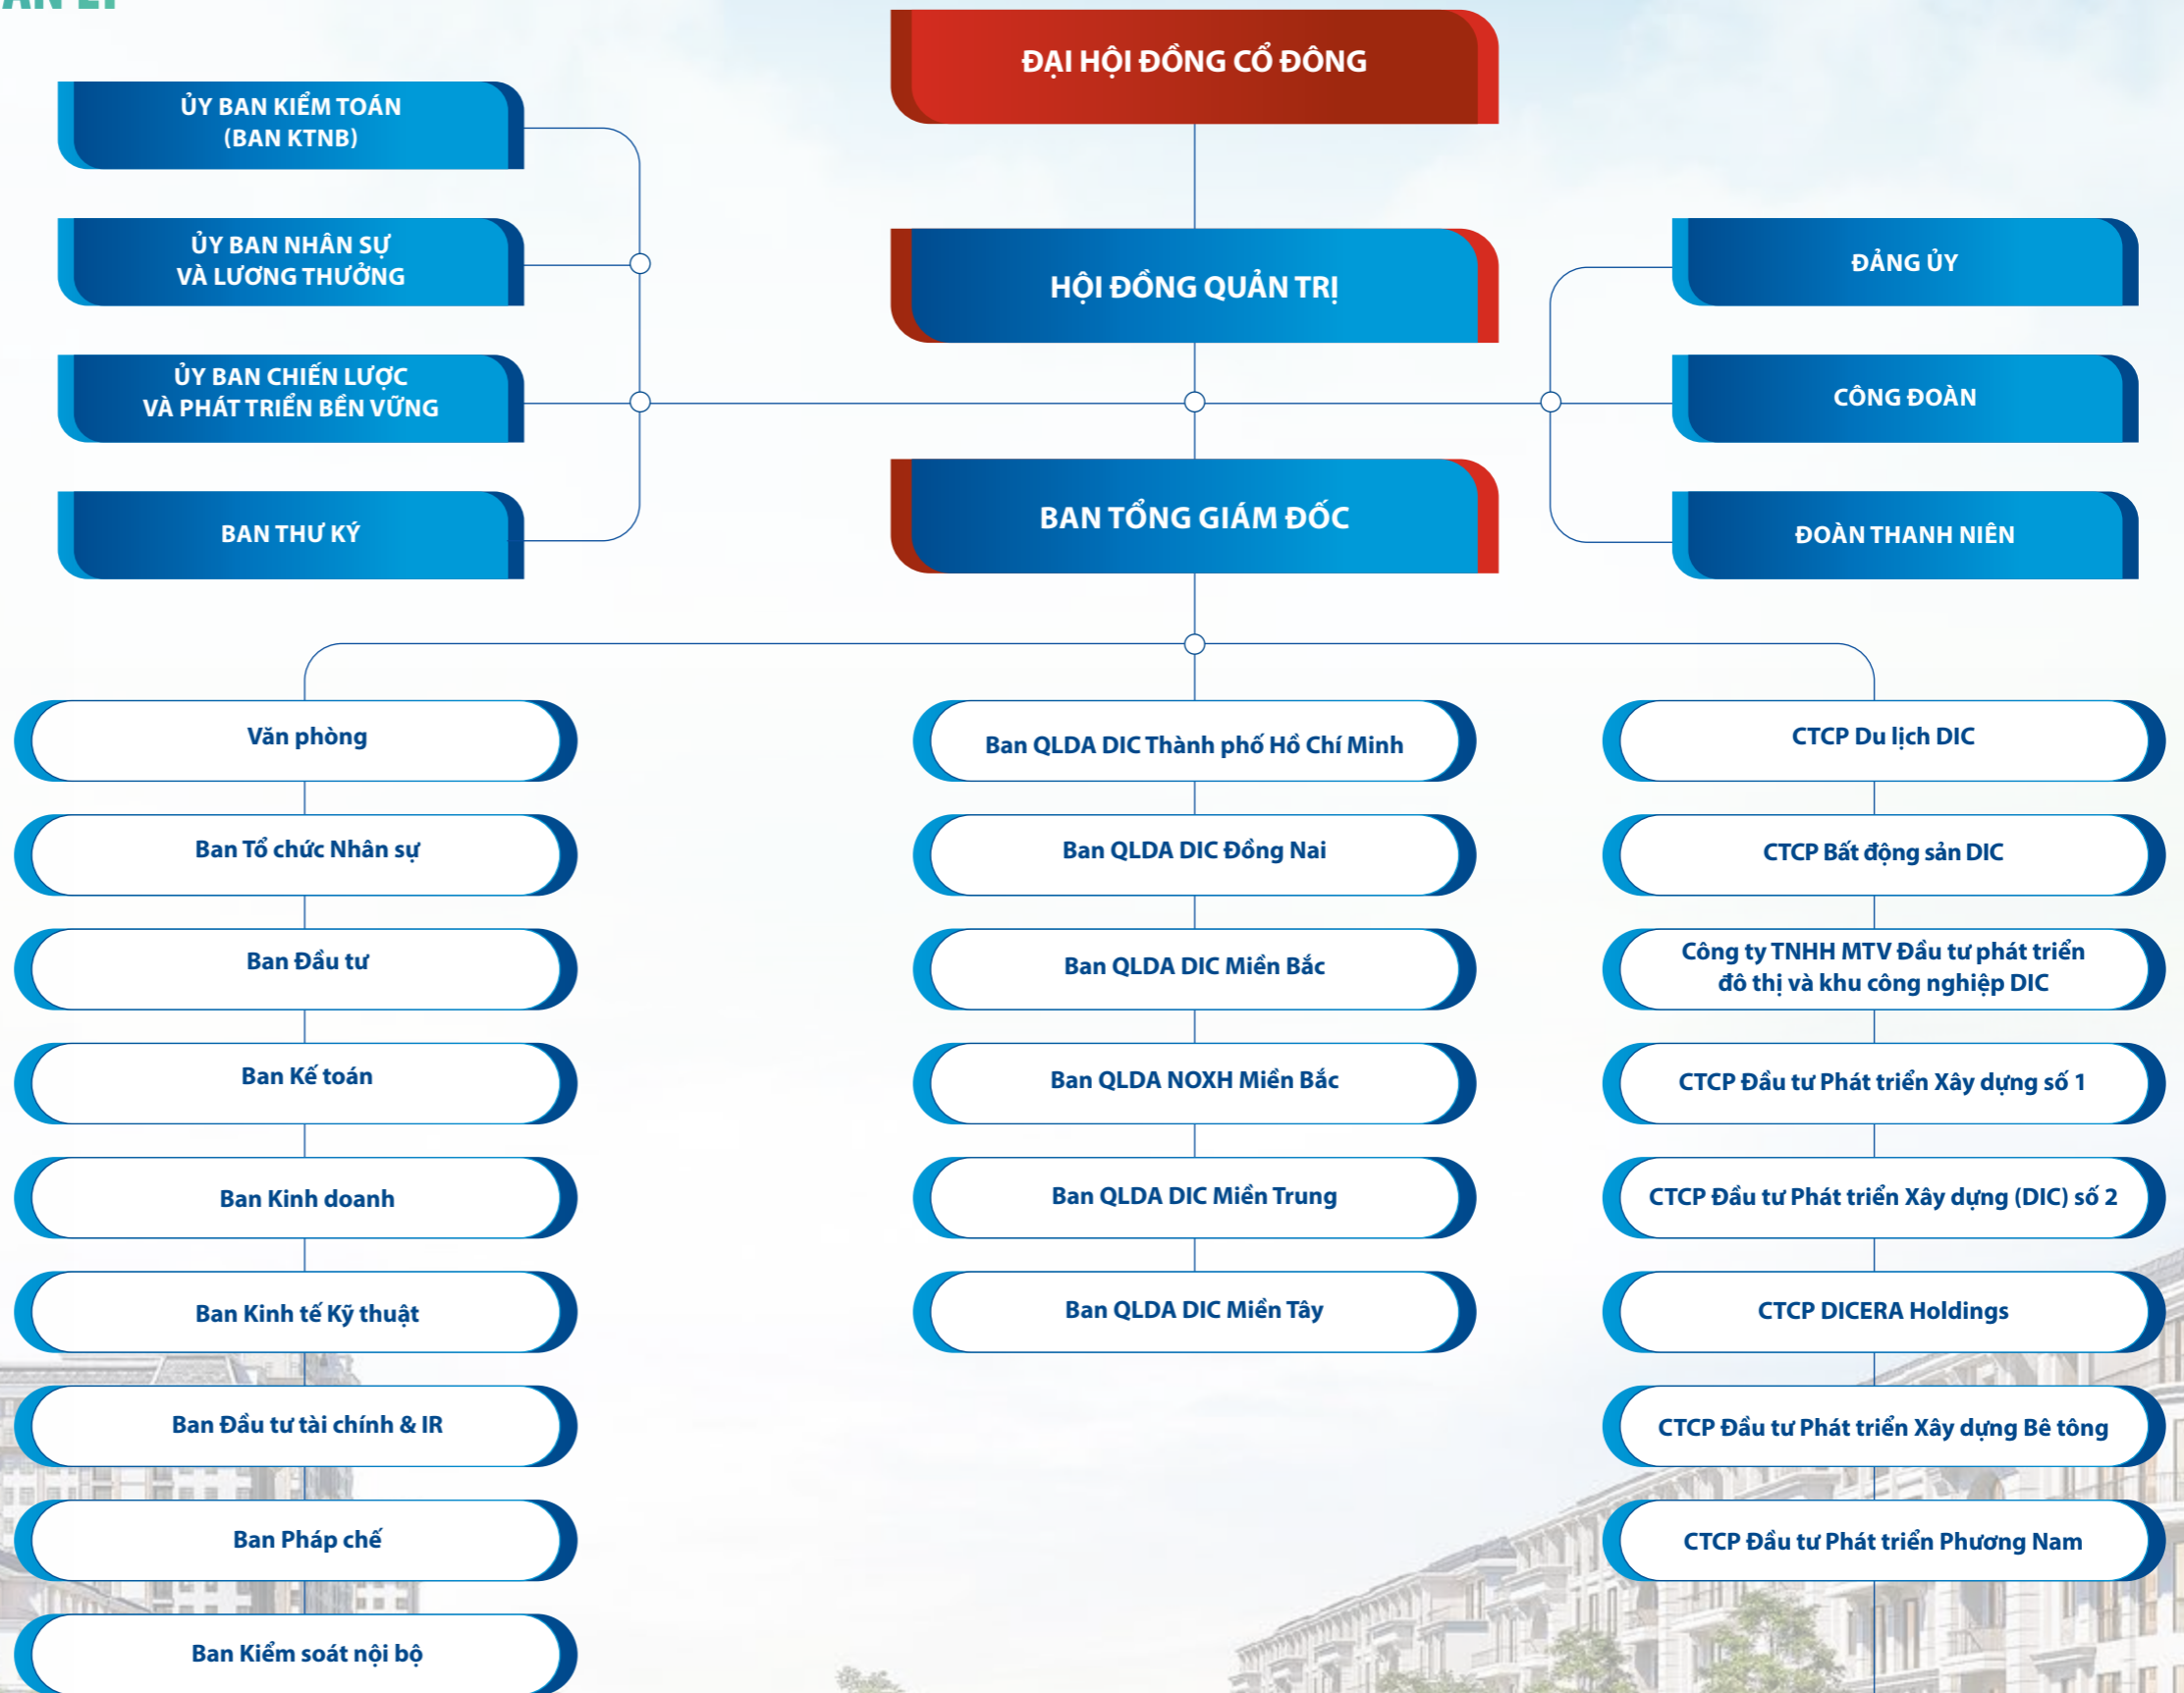 ĐẠI HỘI ĐỒNG CỔ ĐÔNG
ỦY BAN KIỂM TOÁN
(BAN KTNB)
ỦY BAN NHÂN SỰ
VÀ LƯƠNG THƯỞNG
ỦY BAN CHIẾN LƯỢC
VÀ PHÁT TRIỂN BỀN VỮNG
BAN THƯ KÝ
HỘI ĐỒNG QUẢN TRỊ
BAN TỔNG GIÁM ĐỐC
ĐẢNG ỦY
CÔNG ĐOÀN
ĐOÀN THANH NIÊN
Văn phòng
Ban Tổ chức Nhân sự
Ban Đầu tư
Ban Kế toán
Ban Kinh doanh
Ban Kinh tế Kỹ thuật
Ban Đầu tư tài chính & IR
Ban Pháp chế
Ban Kiểm soát nội bộ
Ban QLDA DIC Thành phố Hồ Chí Minh
Ban QLDA DIC Đồng Nai
Ban QLDA DIC Miền Bắc
Ban QLDA NOXH Miền Bắc
Ban QLDA DIC Miền Trung
Ban QLDA DIC Miền Tây
CTCP Du lịch DIC
CTCP Bất động sản DIC
Công ty TNHH MTV Đầu tư phát triển
đô thị và khu công nghiệp DIC
CTCP Đầu tư Phát triển Xây dựng số 1
CTCP Đầu tư Phát triển Xây dựng (DIC) số 2
CTCP DICERA Holdings
CTCP Đầu tư Phát triển Xây dựng Bê tông
CTCP Đầu tư Phát triển Phương Nam